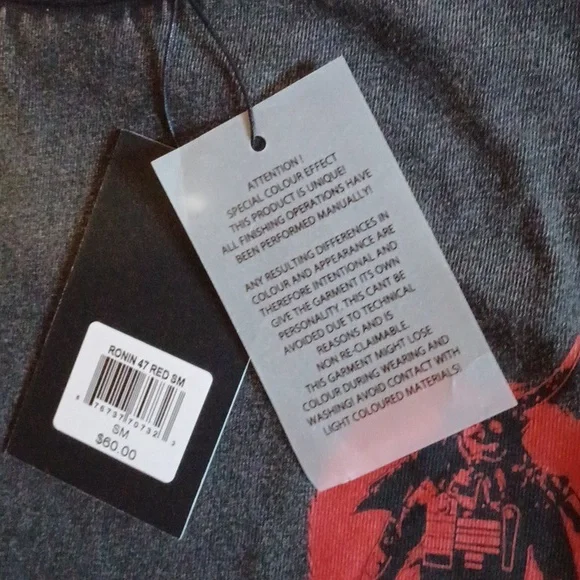 ATTENTION !
SPECIAL COLOUR EFFECT
THIS PRODUCT IS UNIQUE!
ALL FINISHING OPERATIONS HAVE
BEEN PERFORMED MANUALLY!
ANY RESULTING DIFFERENCES IN
COLOUR AND APPEARANCE ARE
THEREFORE INTENTIONAL AND
GIVE THE GARMENT IT'S OWN
PERSONALITY, THIS CANT BE
AVOIDED DUE TO TECHNICAL
REASONS AND IS
NON RE-CLAIMABLE.
THIS GARMENT MIGHT LOSE
COLOUR DURING WEARING AND
WASHING! AVOID CONTACT WITH
LIGHT COLOURED MATERIALS!
RONIN 47 RED SM
SM
$60.00